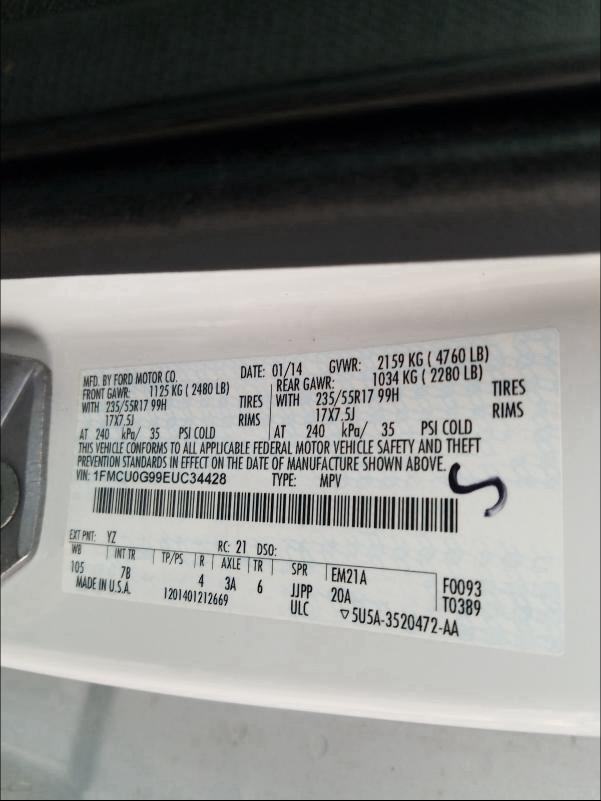 MFD. BY FORD MOTOR CO. DATE: 01/14 GVWR: 2159 KG ( 4760 LB)
FRONT GAWR: 1125 KG ( 2480 LB) REAR GAWR: 1034 KG ( 2280 LB)
WITH 235/55R17 99H TIRES WITH 235/55R17 99H TIRES
17X7.5J RIMS 17X7.5J RIMS
AT 240 kPa/ 35 PSI COLD AT 240 kPa/ 35 PSI COLD
THIS VEHICLE CONFORMS TO ALL APPLICABLE FEDERAL MOTOR VEHICLE SAFETY AND THEFT
PREVENTION STANDARDS IN EFFECT ON THE DATE OF MANUFACTURE SHOWN ABOVE.
VIN: 1FMCU0G99EUC34428 TYPE: MPV
EXT PNT: YZ RC: 21 DSO:
WB INT TR TP/PS R AXLE TR SPR EM21A F0093
105 7B 4 3A 6 JJPP 20A T0389
MADE IN U.S.A. 1201401212669 ULC ▽5U5A-3520472-AA